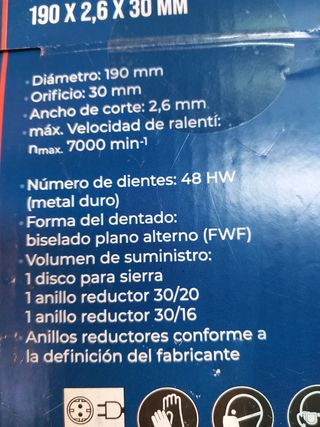 190 X 2,6 X 30 MM
• Diámetro: 190 mm
• Orificio: 30 mm
• Ancho de corte: 2,6 mm
• máx. Velocidad de ralentí:
nmax. 7000 min-1
• Número de dientes: 48 HW
(metal duro)
• Forma del dentado:
biselado plano alterno (FWF)
• Volumen de suministro:
1 disco para sierra
1 anillo reductor 30/20
1 anillo reductor 30/16
• Anillos reductores conforme a
la definición del fabricante